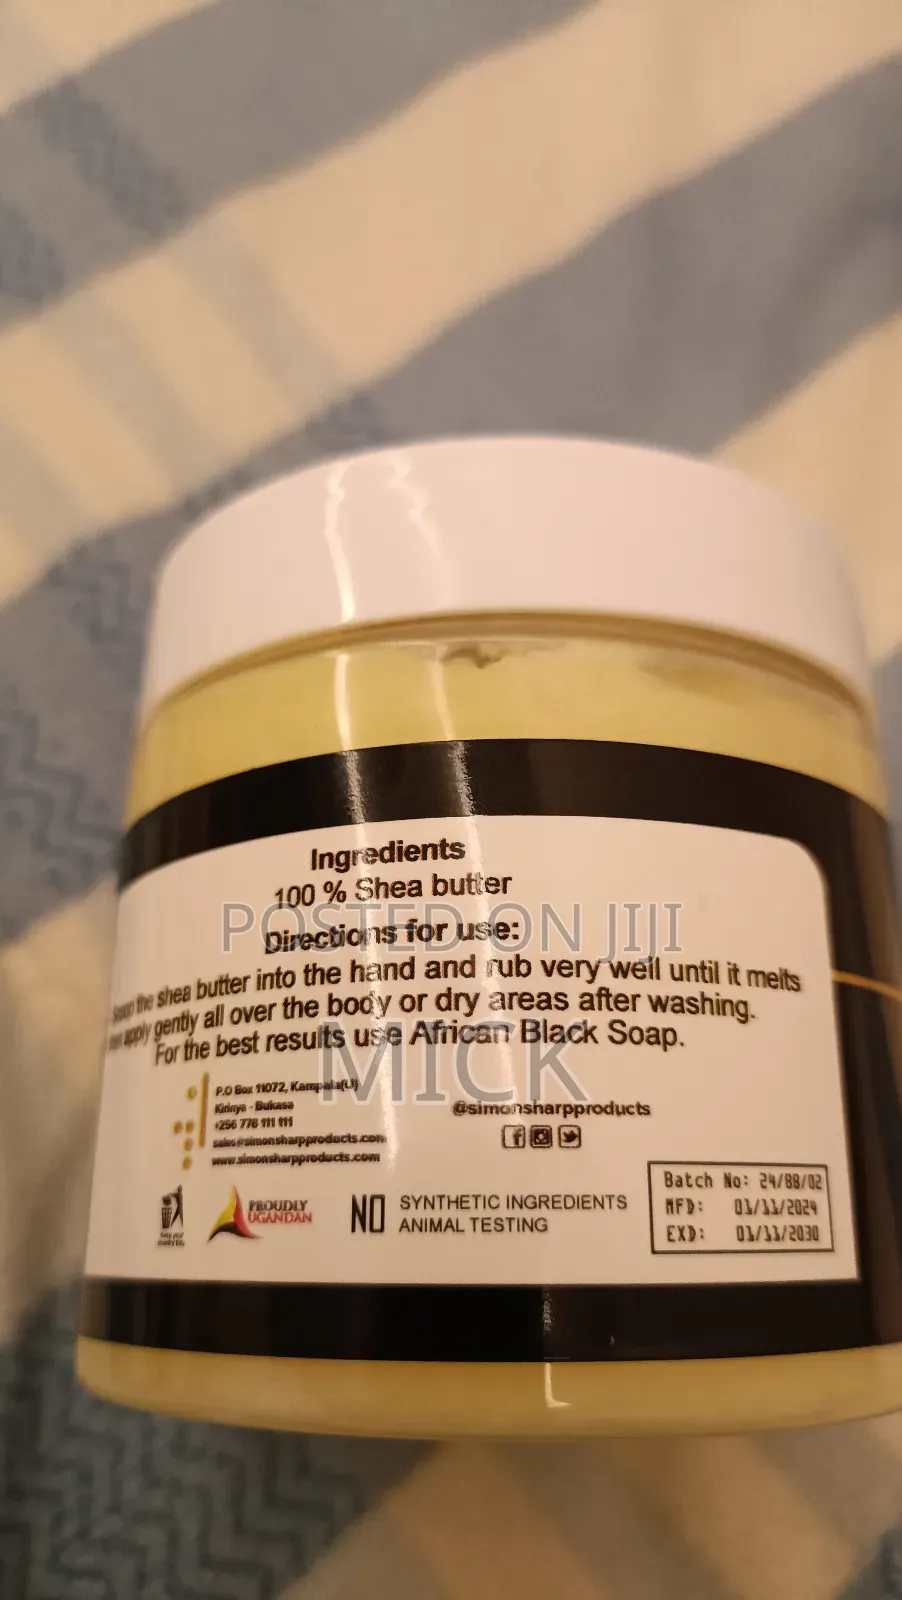 Ingredients
100 % Shea butter
Directions for use:
the shea butter into the hand and rub very well until it melts
apply gently all over the body or dry areas after washing.
For the best results use African Black Soap.
P.O Box 11072, Kampala(U)
Kirinya - Bukasa
+256 778 111 111
sales@simonsharpproducts.com
www.simonsharpproducts.com
@simonsharpproducts
Keep your
PROUDLY
UGANDAN
NO SYNTHETIC INGREDIENTS
ANIMAL TESTING
Batch No: 24/88/02
MFD: 01/11/2024
EXD: 01/11/2030
POSTED ON JIJI
MICK